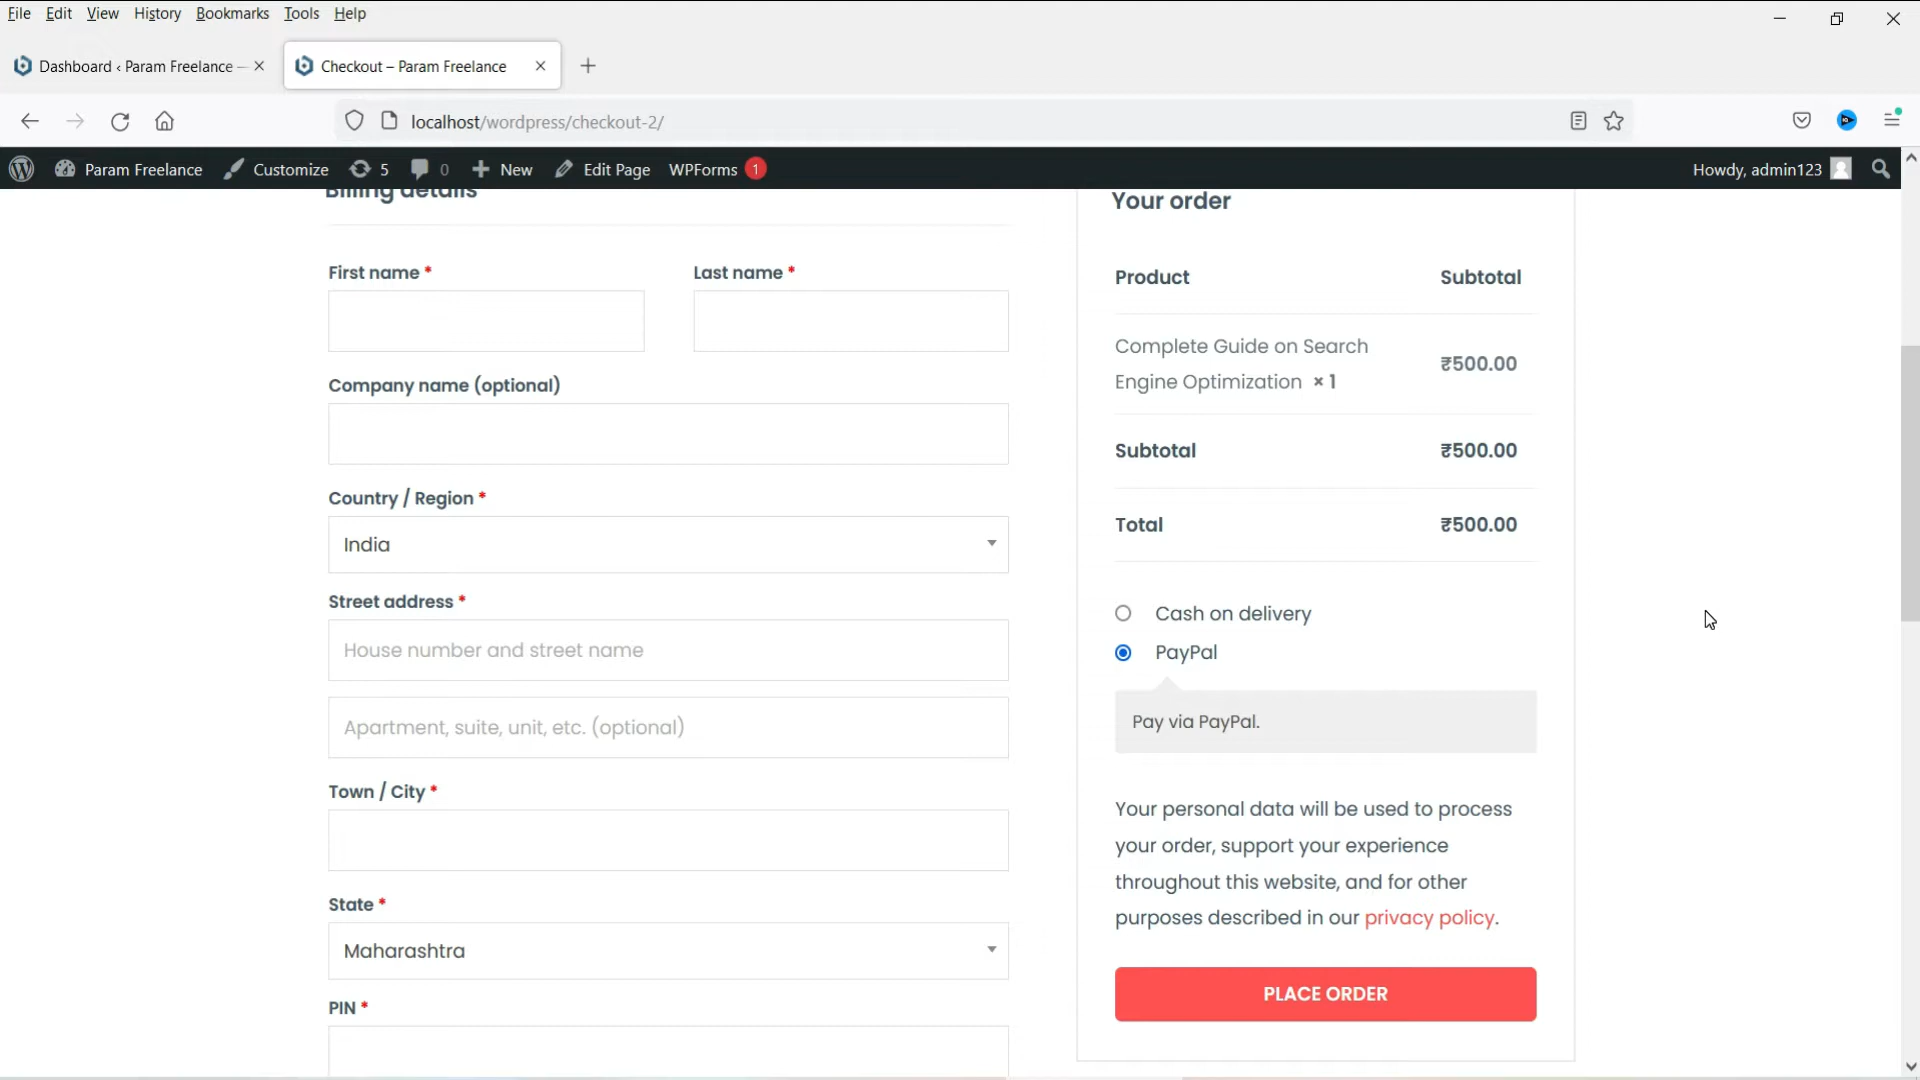 File Edit View History Bookmarks Tools Help
Dashboard ‹ Param Freelance —
Checkout – Param Freelance
localhost/wordpress/checkout-2/
Param Freelance Customize 5 0 New Edit Page WPForms 1 Howdy, admin123
Billing details
First name *
Last name *
Company name (optional)
Country / Region *
India
Street address *
House number and street name
Apartment, suite, unit, etc. (optional)
Town / City *
State *
Maharashtra
PIN *
Your order
Product Subtotal
Complete Guide on Search
Engine Optimization × 1
₹500.00
Subtotal ₹500.00
Total ₹500.00
Cash on delivery
PayPal
Pay via PayPal.
Your personal data will be used to process
your order, support your experience
throughout this website, and for other
purposes described in our privacy policy.
PLACE ORDER